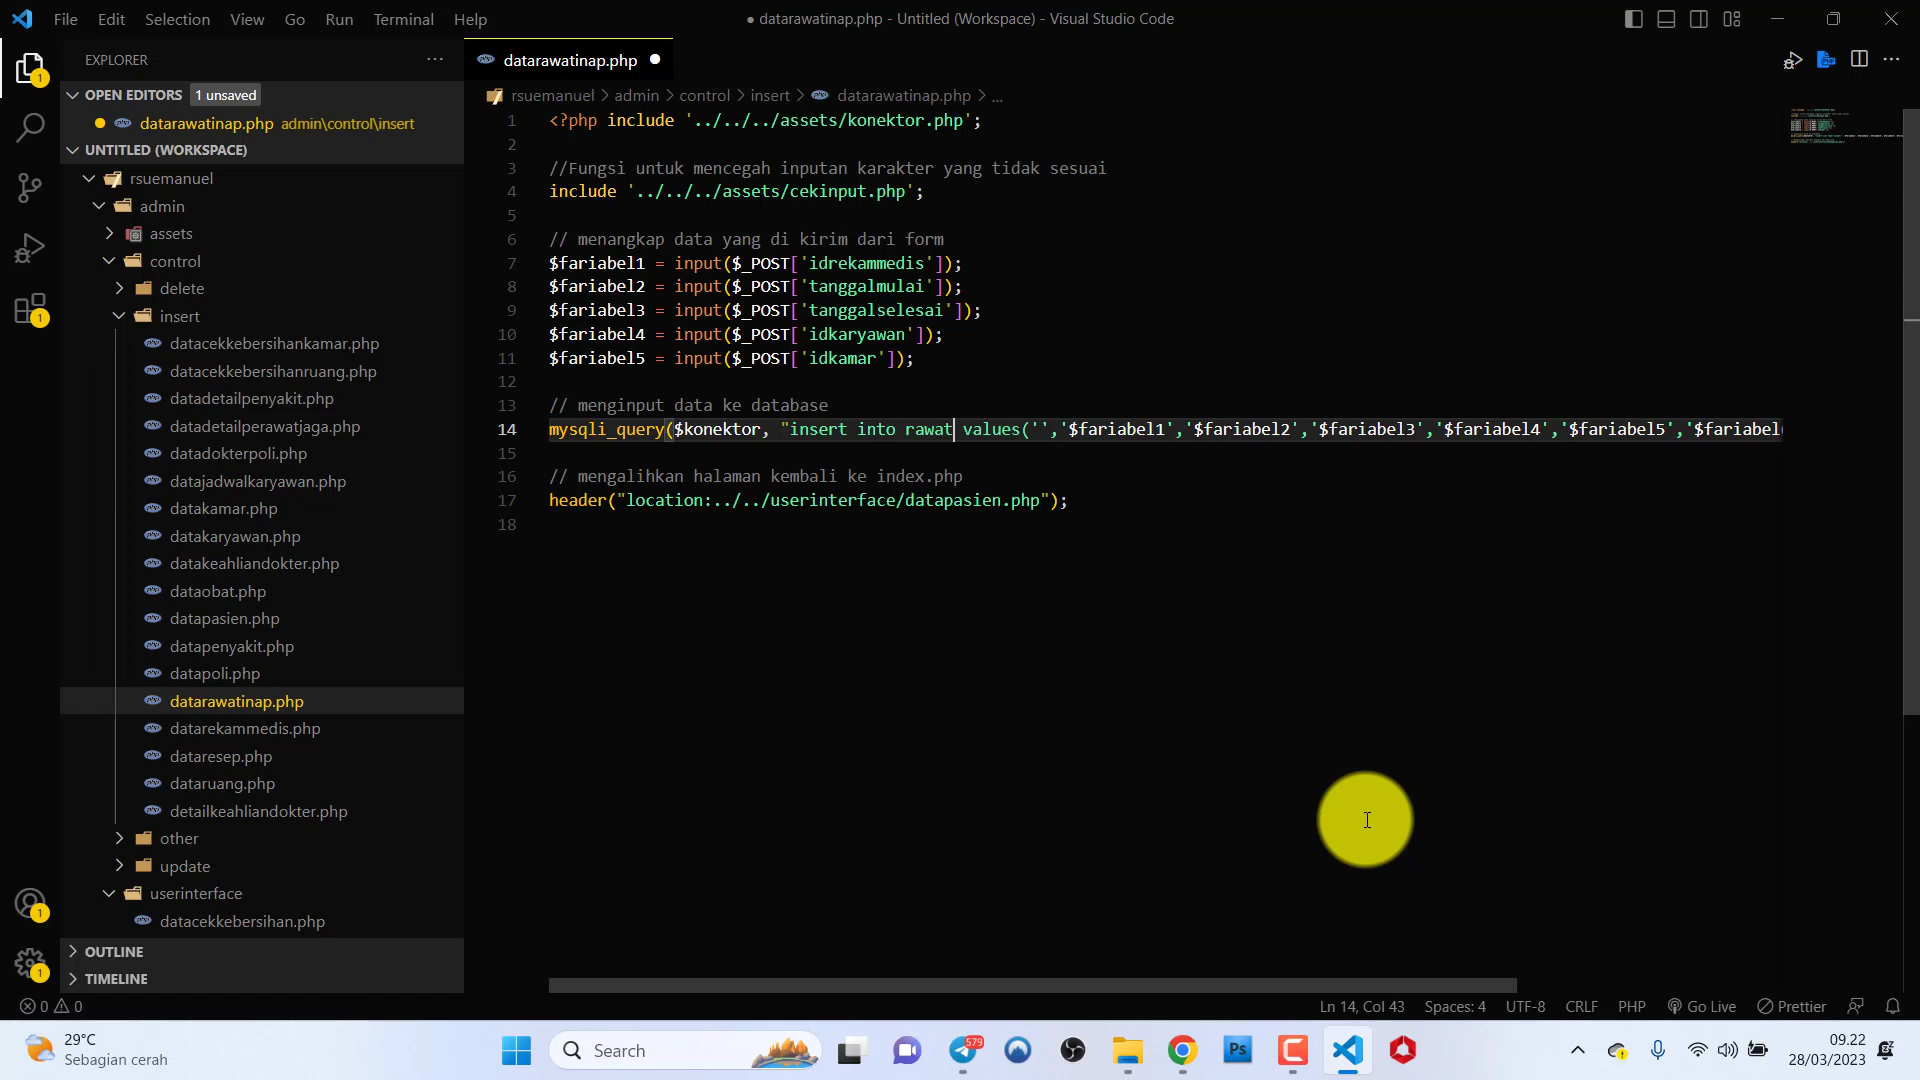 File Edit Selection View Go Run Terminal Help
● datarawatinap.php - Untitled (Workspace) - Visual Studio Code
EXPLORER
OPEN EDITORS 1 unsaved
datarawatinap.php admin\control\insert
UNTITLED (WORKSPACE)
rsuemanuel
admin
assets
control
delete
insert
datacekkebersihankamar.php
datacekkebersihanruang.php
datadetailpenyakit.php
datadetailperawatjaga.php
datadokterpoli.php
datajadwalkaryawan.php
datakamar.php
datakaryawan.php
datakeahliandokter.php
dataobat.php
datapasien.php
datapenyakit.php
datapoli.php
datarawatinap.php
datarekammedis.php
dataresep.php
dataruang.php
detailkeahliandokter.php
other
update
userinterface
datacekkebersihan.php
OUTLINE
TIMELINE
datarawatinap.php
rsuemanuel > admin > control > insert > datarawatinap.php > ...
1 <?php include '../../../assets/konektor.php';
2
3 //Fungsi untuk mencegah inputan karakter yang tidak sesuai
4 include '../../../assets/cekinput.php';
5
6 // menangkap data yang di kirim dari form
7 $fariabel1 = input($_POST['idrekammedis']);
8 $fariabel2 = input($_POST['tanggalmulai']);
9 $fariabel3 = input($_POST['tanggalselesai']);
10 $fariabel4 = input($_POST['idkaryawan']);
11 $fariabel5 = input($_POST['idkamar']);
12
13 // menginput data ke database
14 mysqli_query($konektor, "insert into rawat values('','$fariabel1','$fariabel2','$fariabel3','$fariabel4','$fariabel5','$fariabel
15
16 // mengalihkan halaman kembali ke index.php
17 header("location:../../userinterface/datapasien.php");
18
0 0 Ln 14, Col 43 Spaces: 4 UTF-8 CRLF PHP Go Live Prettier
29°C
Sebagian cerah
Search
579
Ps
09.22
28/03/2023